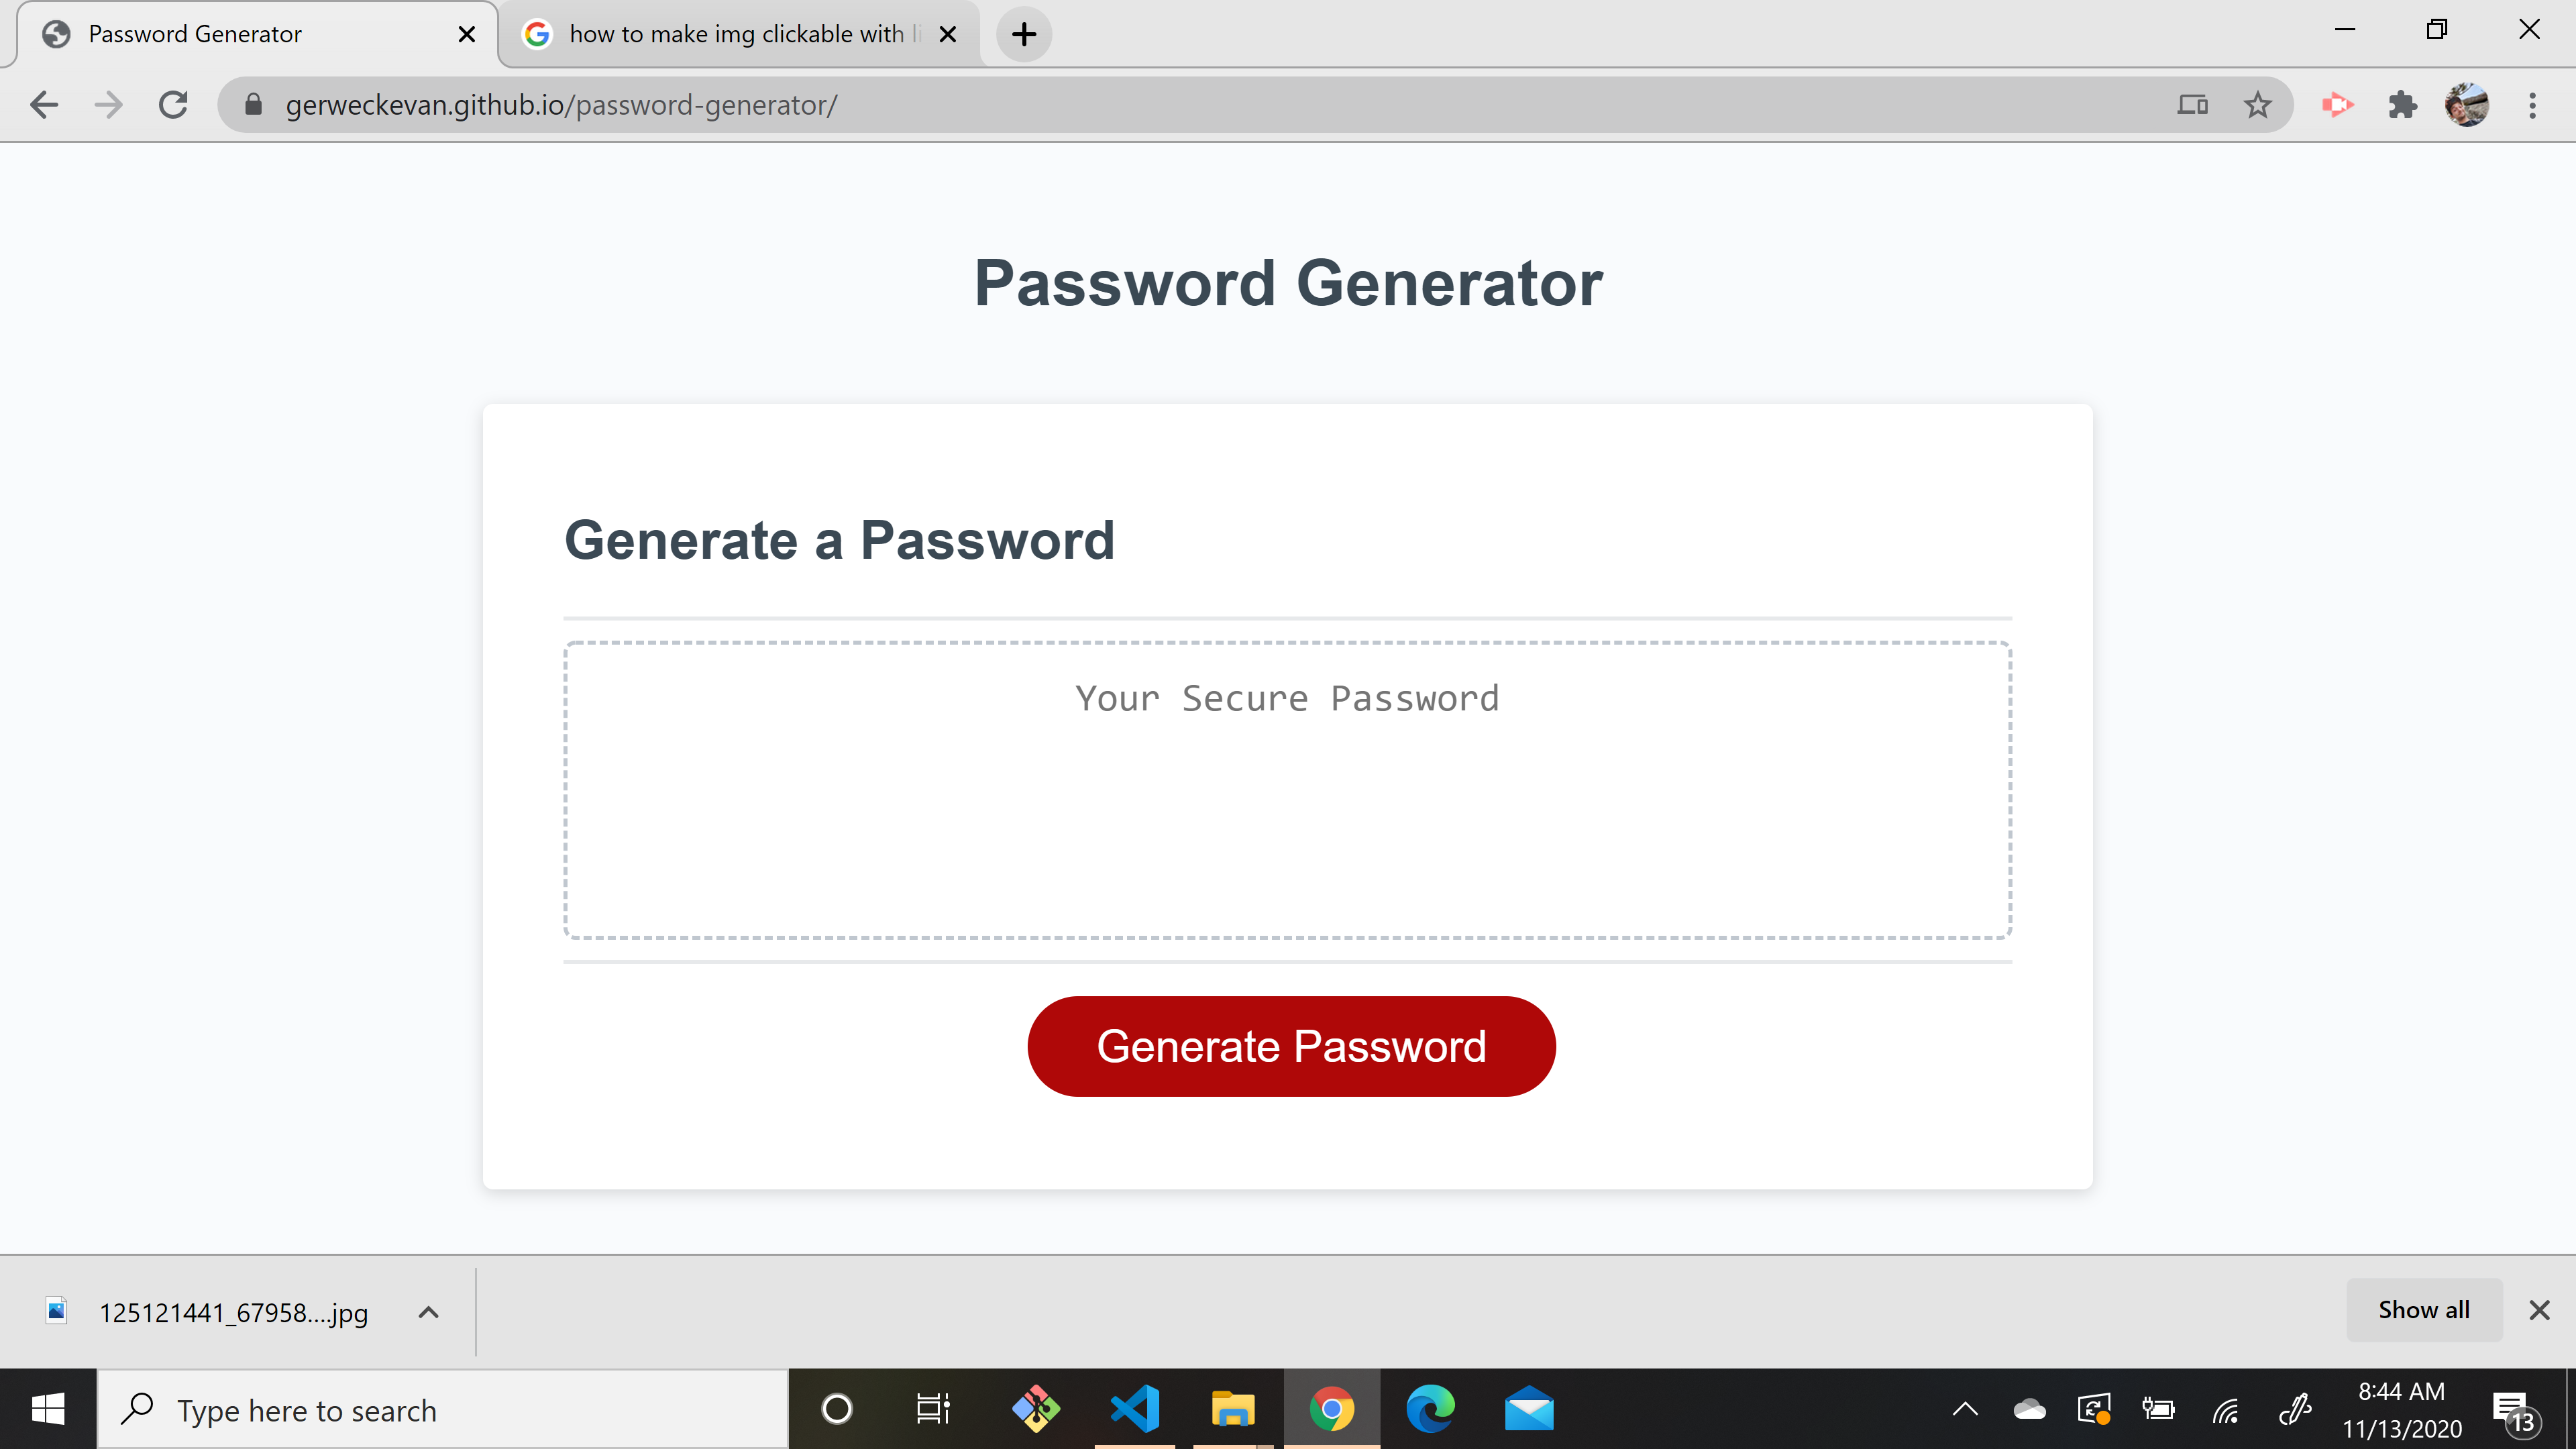 Password Generator
how to make img clickable with
gerweckevan.github.io/password-generator/
Password Generator
Generate a Password
Your Secure Password
Generate Password
125121441_67958....jpg
Show all
Type here to search
8:44 AM
11/13/2020
13